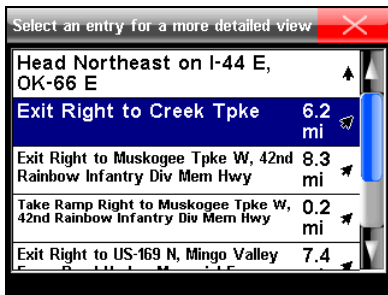 Select an entry for a more detailed view
Head Northeast on I-44 E,
OK-66 E
Exit Right to Creek Tpke
6.2
mi
Exit Right to Muskogee Tpke W, 42nd
Rainbow Infantry Div Mem Hwy
8.3
mi
Take Ramp Right to Muskogee Tpke W,
42nd Rainbow Infantry Div Mem Hwy
0.2
mi
Exit Right to US-169 N, Mingo Valley
7.4